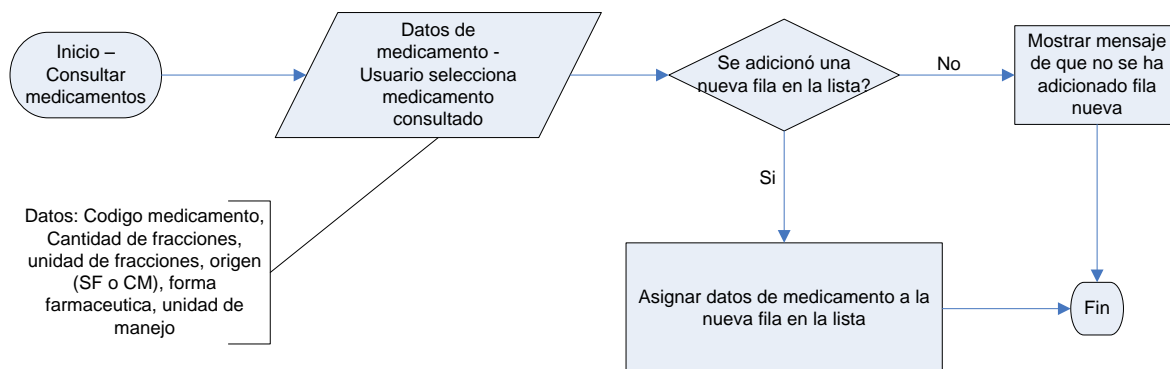 Inicio –
Consultar
medicamentos
Datos de
medicamento -
Usuario selecciona
medicamento
consultado
Se adicionó una
nueva fila en la lista?
No
Mostrar mensaje
de que no se ha
adicionado fila
nueva
Si
Datos: Codigo medicamento,
Cantidad de fracciones,
unidad de fracciones, origen
(SF o CM), forma
farmaceutica, unidad de
manejo
Asignar datos de medicamento a la
nueva fila en la lista
Fin